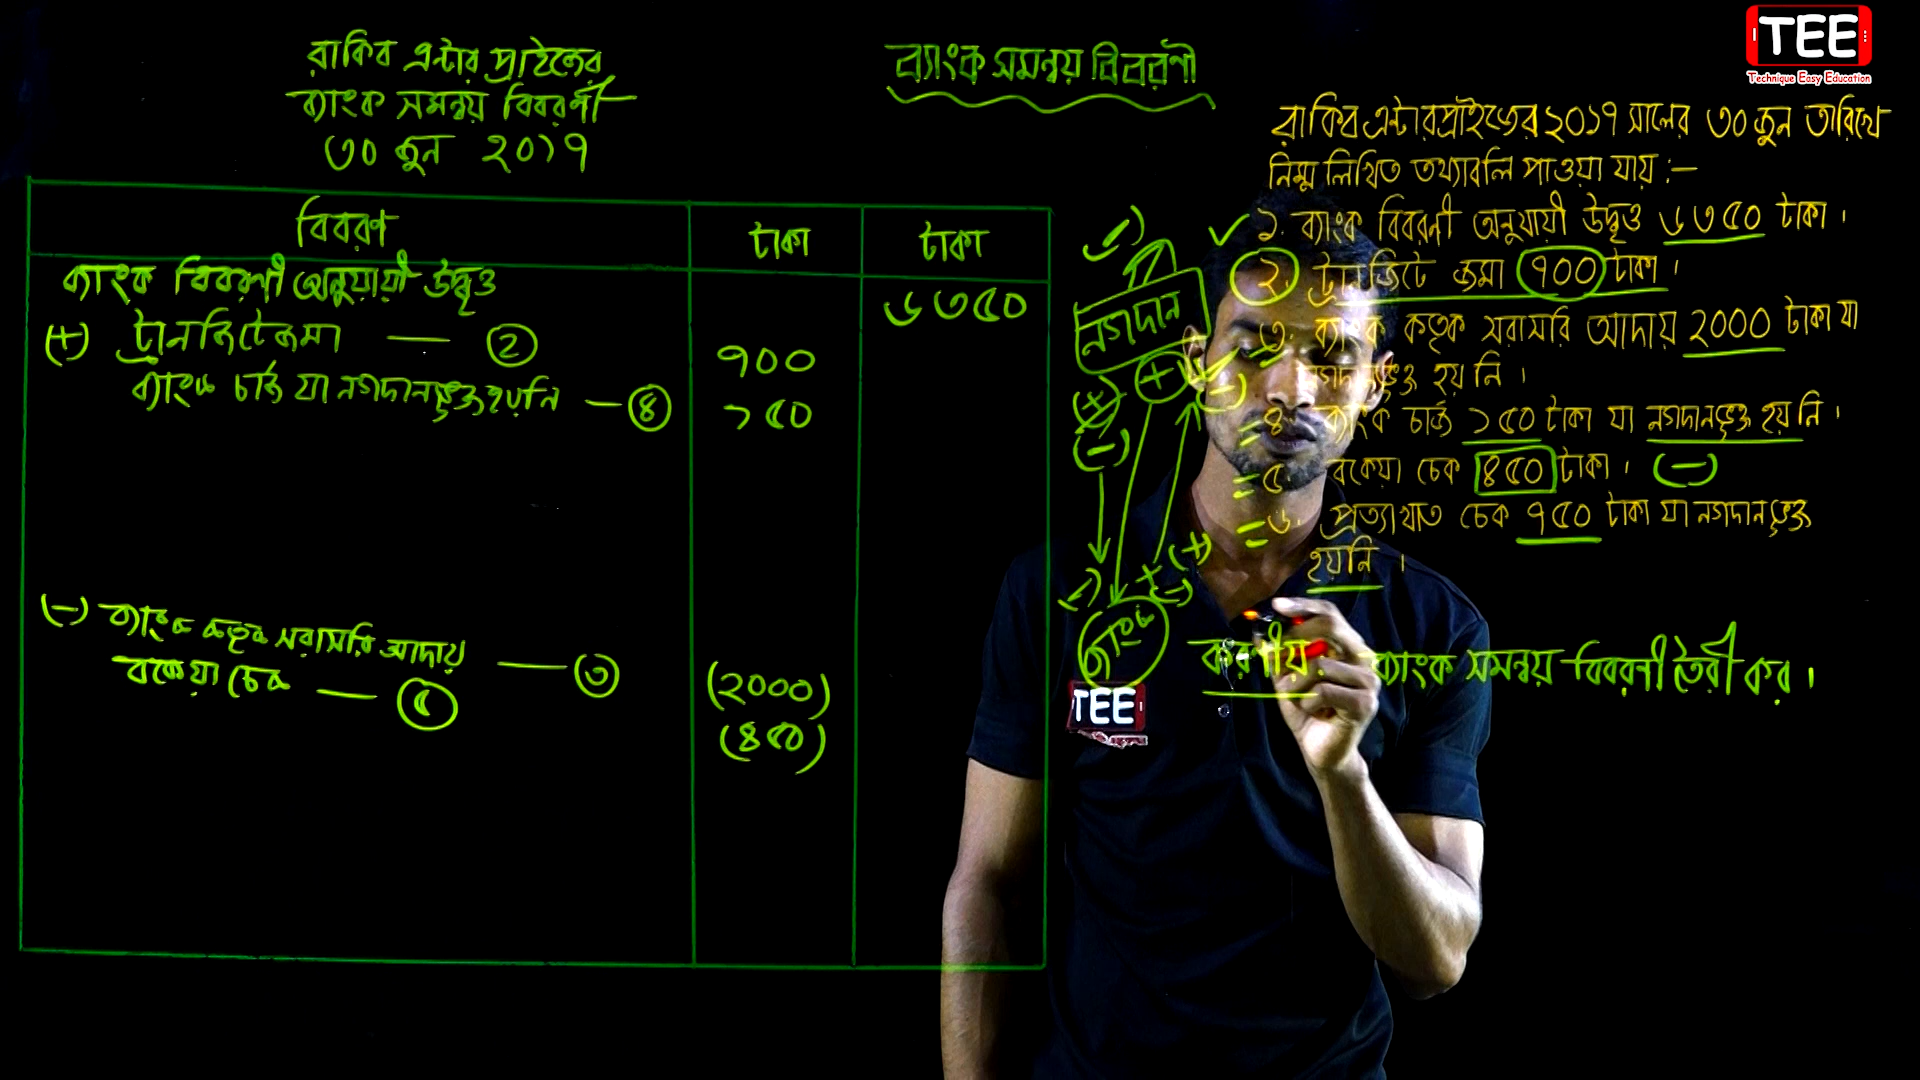 রাকিব এন্টার প্রাইজের
ব্যাংক সমন্বয় বিবরণী
৩০ জুন ২০১৭
বিবরণ
টাকা
টাকা
ব্যাংক বিবরণী অনুযায়ী উদ্বৃত্ত
৬৩৫০
(+) ট্রানজিটে জমা — ২
৭০০
ব্যাংক চার্জ যা নগদানভুক্ত হয়নি — ৪
১৫০
(-) ব্যাংক কতৃক সরাসরি আদায় — ৩
(2000)
বকেয়া চেক — ৫
(৪৫০)
ব্যাংক সমন্বয় বিবরণী
নগদান
(+)
(-)
(-)
(+)
(-)
ব্যাংক
TEE
Technique Easy Education
রাকিব এন্টারপ্রাইজের ২০১৭ সালের ৩০ জুন তারিখে
নিম্ম লিখিত তথ্যাবলি পাওয়া যায় :-
১. ব্যাংক বিবরণী অনুযায়ী উদ্বৃত্ত ৬৩৫০ টাকা ।
২. ট্রানজিটে জমা ৭০০ টাকা ।
৩. ব্যাংক কতৃক সরাসরি আদায় 2000 টাকা যা
নগদানভুক্ত হয় নি ।
৪. ব্যাংক চার্জ ১৫০ টাকা যা নগদানভুক্ত হয় নি ।
৫. বকেয়া চেক ৪৫০ টাকা । (-)
৬. প্রত্যাখাত চেক ৭৫০ টাকা যা নগদানভুক্ত
হয়নি ।
করণীয়: ব্যাংক সমন্বয় বিবরণী তৈরী কর ।
TEE